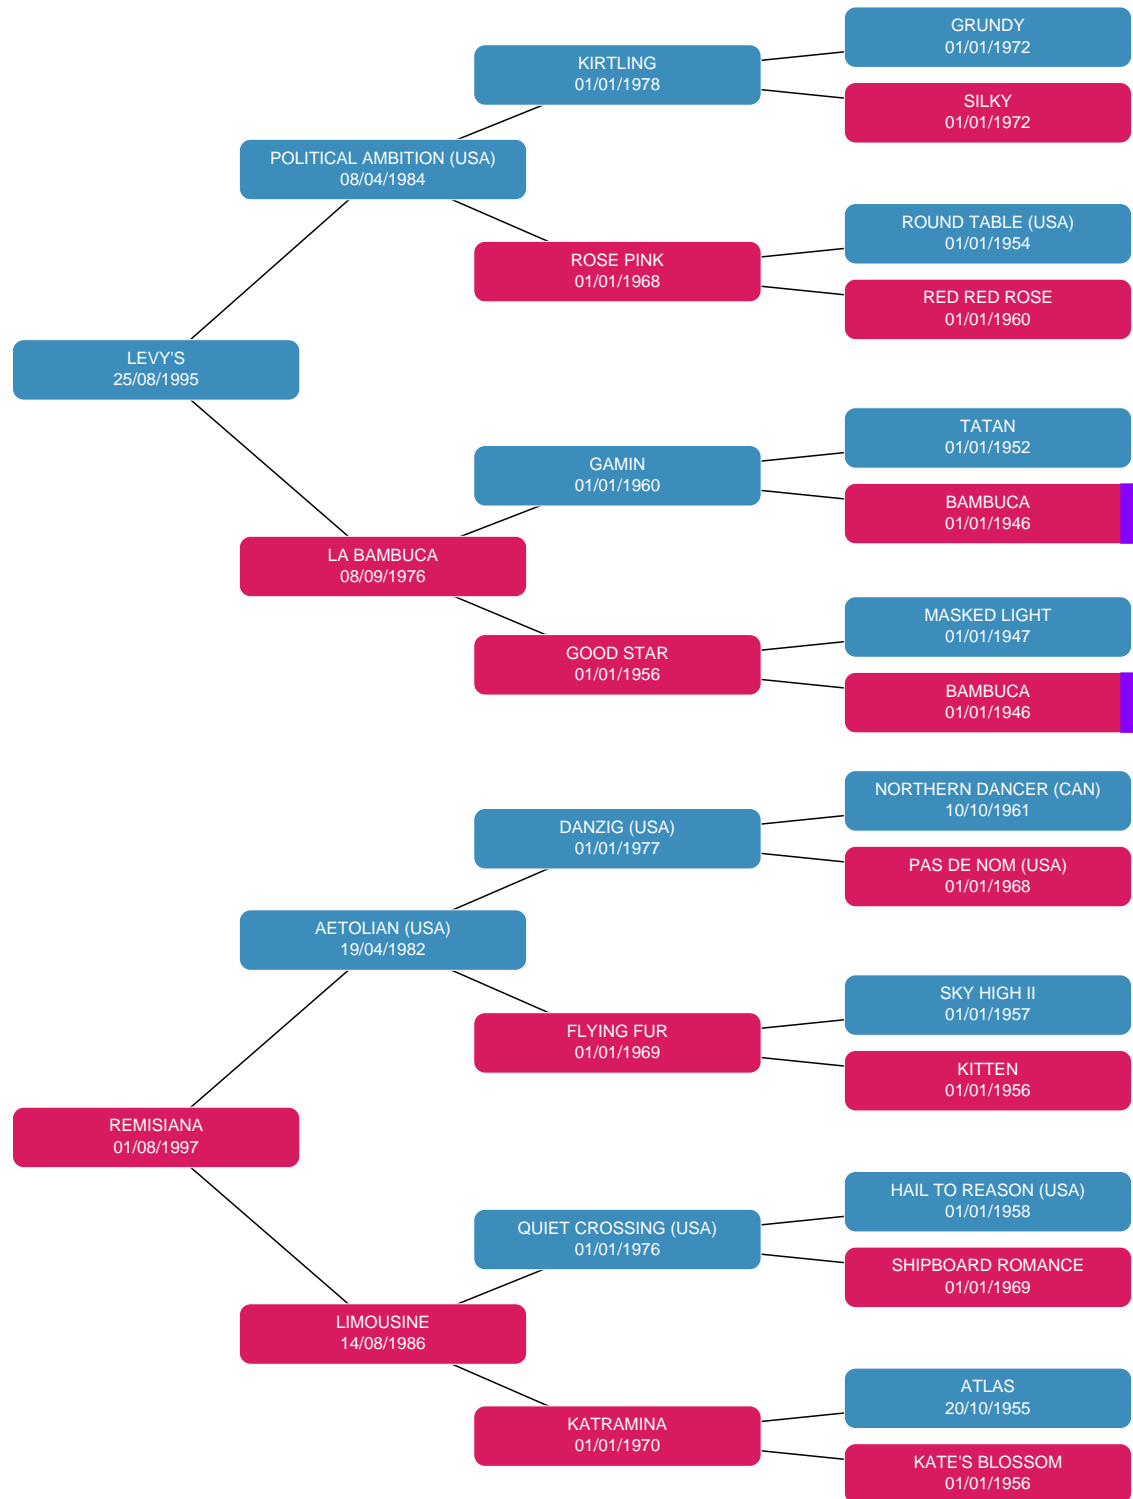 GRUNDY
01/01/1972
KIRTLING
01/01/1978
SILKY
01/01/1972
POLITICAL AMBITION (USA)
08/04/1984
ROUND TABLE (USA)
01/01/1954
ROSE PINK
01/01/1968
RED RED ROSE
01/01/1960
LEVY'S
25/08/1995
TATAN
01/01/1952
GAMIN
01/01/1960
BAMBUCA
01/01/1946
LA BAMBUCA
08/09/1976
MASKED LIGHT
01/01/1947
GOOD STAR
01/01/1956
BAMBUCA
01/01/1946
NORTHERN DANCER (CAN)
10/10/1961
DANZIG (USA)
01/01/1977
PAS DE NOM (USA)
01/01/1968
AETOLIAN (USA)
19/04/1982
SKY HIGH II
01/01/1957
FLYING FUR
01/01/1969
KITTEN
01/01/1956
REMISIANA
01/08/1997
HAIL TO REASON (USA)
01/01/1958
QUIET CROSSING (USA)
01/01/1976
SHIPBOARD ROMANCE
01/01/1969
LIMOUSINE
14/08/1986
ATLAS
20/10/1955
KATRAMINA
01/01/1970
KATE'S BLOSSOM
01/01/1956